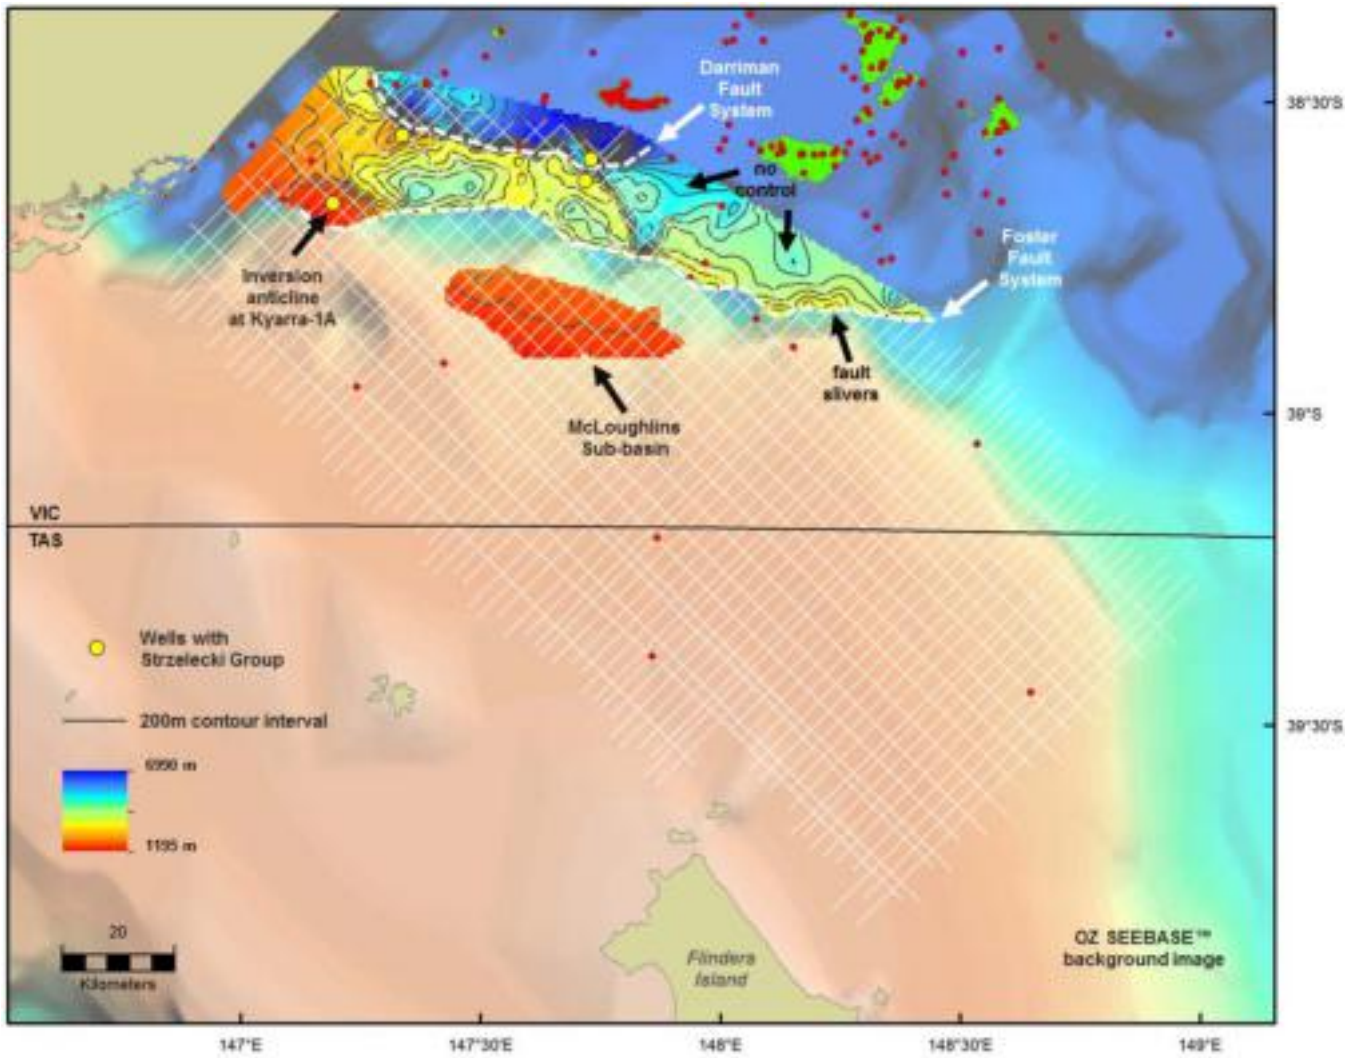 Darriman
Fault
System
38°30'S
no
control
Foster
Fault
System
Inversion
anticline
at Kyarra-1A
fault
slivers
39°S
McLoughlins
Sub-basin
VIC
TAS
Wells with
Strzelecki Group
200m contour interval
39°30'S
6990 m
1195 m
20
Kilometers
Flinders
Island
OZ SEEBASE™
background image
147°E
147°30'E
148°E
148°30'E
149°E